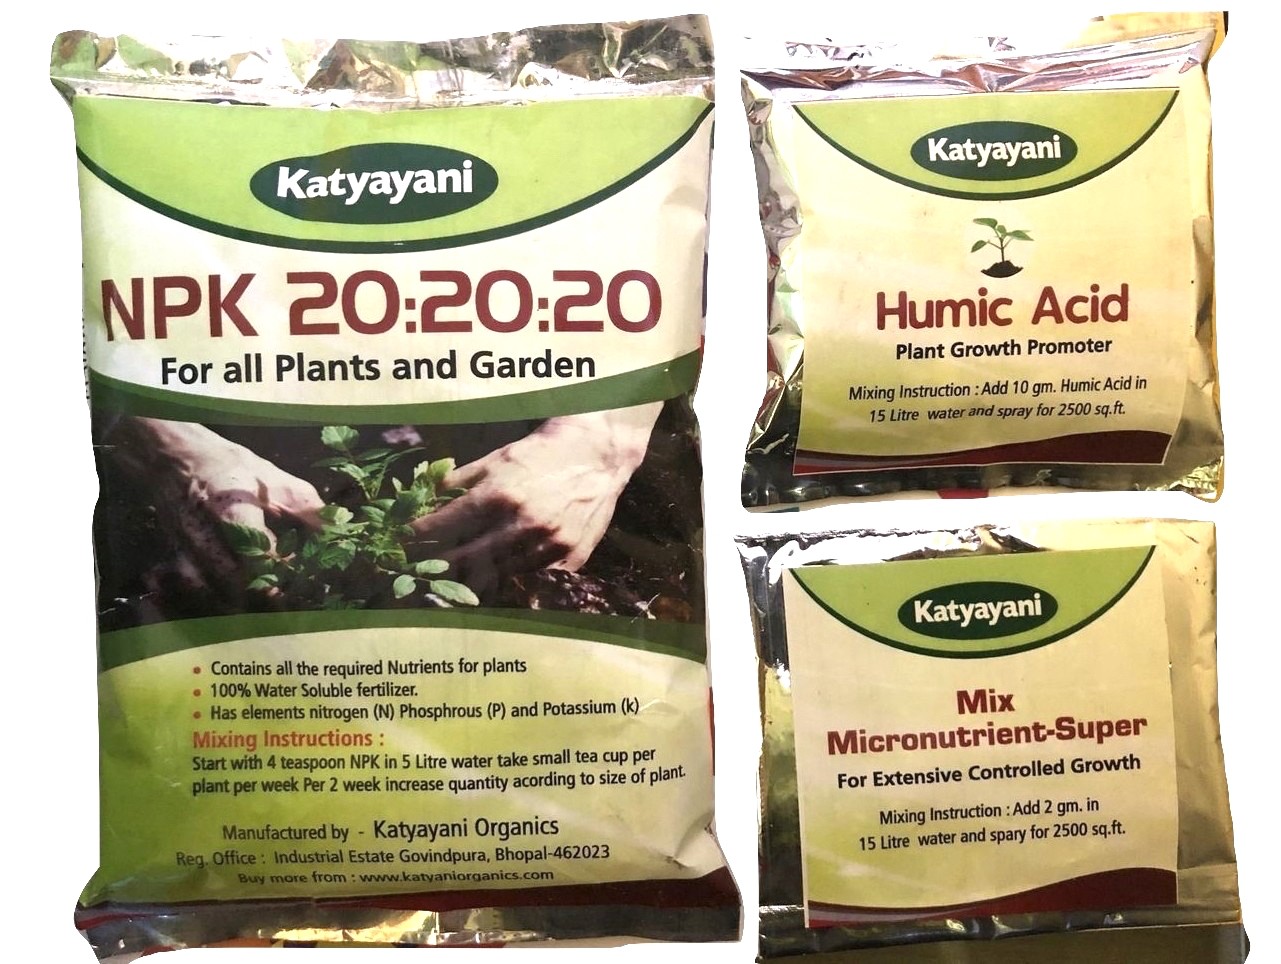 Katyayani
NPK 20:20:20
For all Plants and Garden
Contains all the required Nutrients for plants
100% Water Soluble fertilizer.
Has elements nitrogen (N) Phosphrous (P) and Potassium (k)
Mixing Instructions :
Start with 4 teaspoon NPK in 5 Litre water take small tea cup per
plant per week Per 2 week increase quantity acording to size of plant.
Manufactured by - Katyayani Organics
Reg. Office : Industrial Estate Govindpura, Bhopal-462023
Buy more from : www.katyaniorganics.com
Katyayani
Humic Acid
Plant Growth Promoter
Mixing Instruction : Add 10 gm. Humic Acid in
15 Litre water and spray for 2500 sq.ft.
Katyayani
Mix
Micronutrient-Super
For Extensive Controlled Growth
Mixing Instruction : Add 2 gm. in
15 Litre water and spary for 2500 sq.ft.